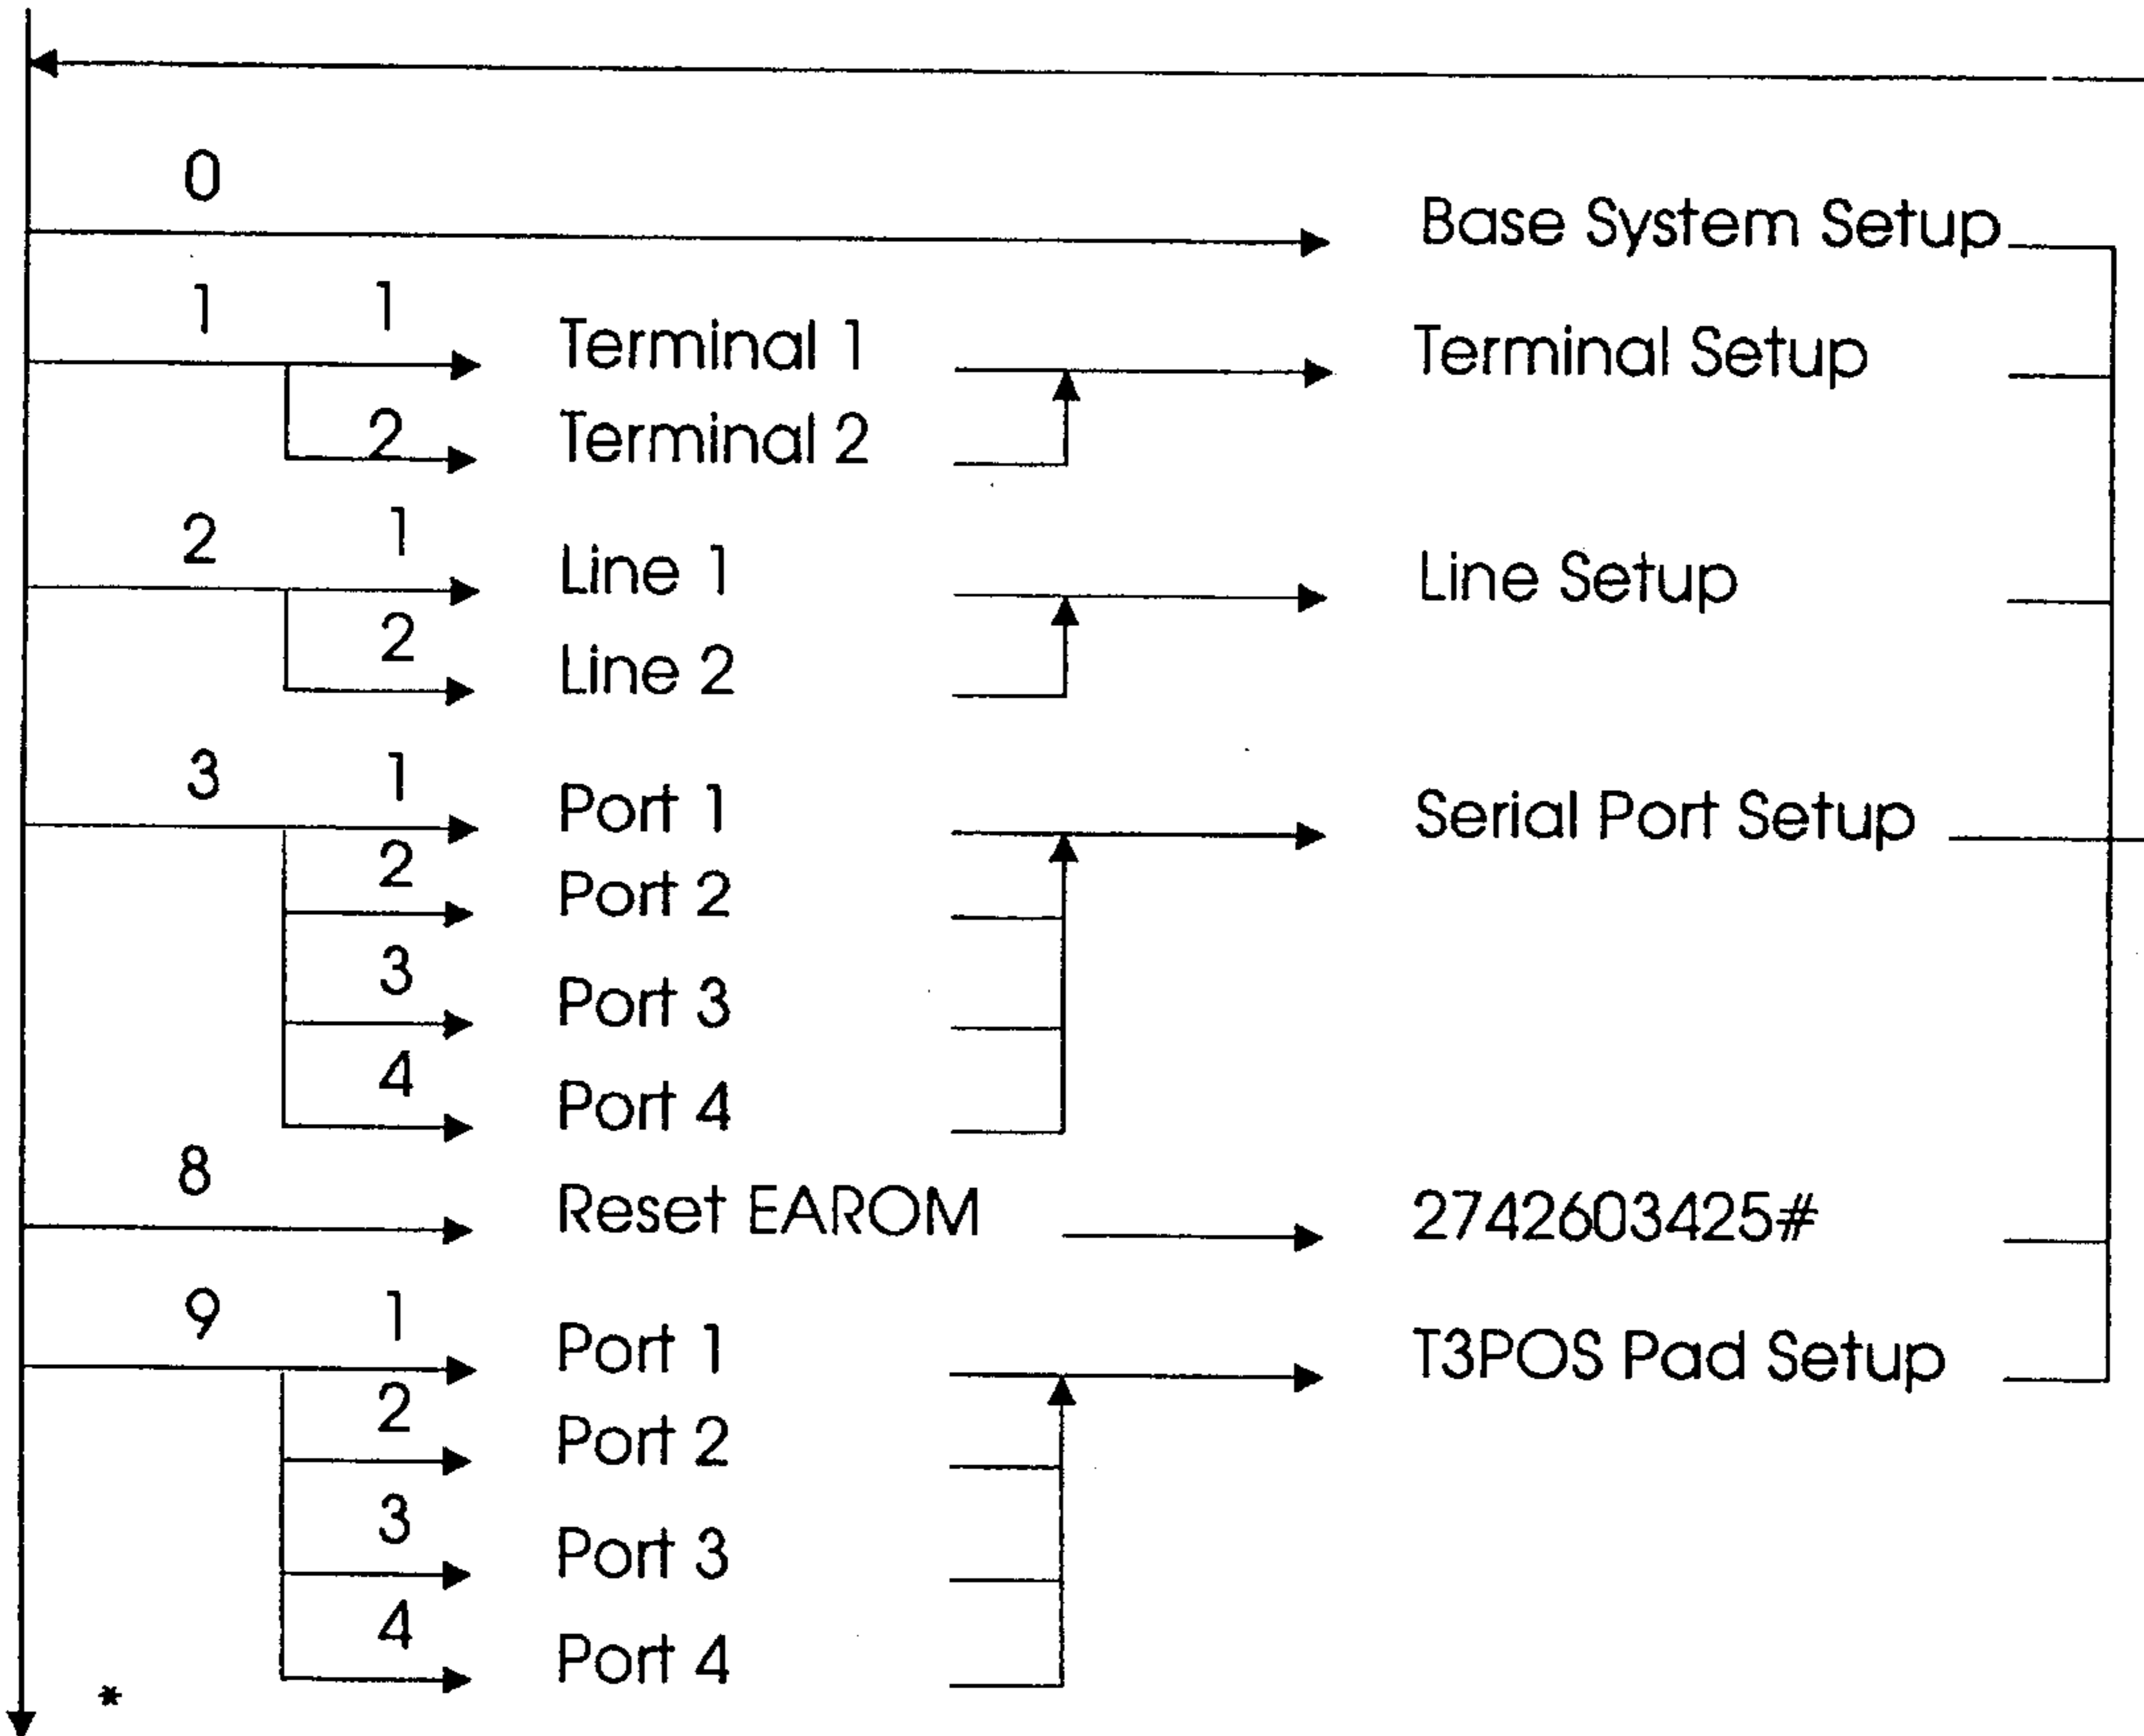 0
Base System Setup
1 1 Terminal 1 Terminal Setup
2 Terminal 2
2 1 Line 1 Line Setup
2 Line 2
3 1 Port 1 Serial Port Setup
2 Port 2
3 Port 3
4 Port 4
8 Reset EAROM 2742603425#
9 1 Port 1 T3POS Pad Setup
2 Port 2
3 Port 3
4 Port 4
*